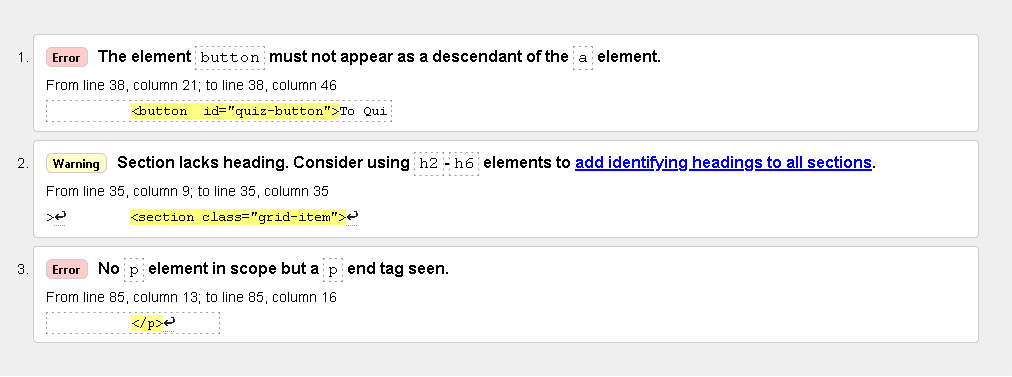 1. Error The element button must not appear as a descendant of the a element.
From line 38, column 21; to line 38, column 46
<button  id="quiz-button">To Qui
2. Warning Section lacks heading. Consider using h2-h6 elements to add identifying headings to all sections.
From line 35, column 9; to line 35, column 35
>↩ <section class="grid-item">↩
3. Error No p element in scope but a p end tag seen.
From line 85, column 13; to line 85, column 16
</p>↩